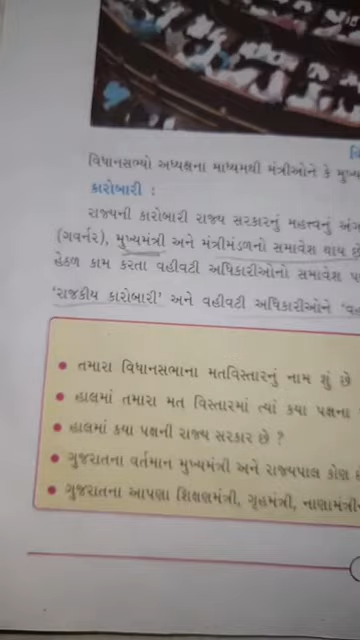 વિધાનસભ્યો અધ્યક્ષના માધ્યમથી મંત્રીઓને કે
કારોબારી :
રાજ્યની કારોબારી રાજ્ય સરકારનું મહત્ત્વનું
(ગવર્નર), મુખ્યમંત્રી અને મંત્રીમંડળનો સમાવેશ થાય
હેઠળ કામ કરતા વહીવટી અધિકારીઓનો સમાવેશ
‘રાજકીય કારોબારી’ અને વહીવટી અધિકારીઓને
• તમારા વિધાનસભાના મતવિસ્તારનું નામ શું છે
• હાલમાં તમારા મત વિસ્તારમાં ત્યાં કયા પક્ષના
• હાલમાં કયા પક્ષની રાજ્ય સરકાર છે ?
• ગુજરાતના વર્તમાન મુખ્યમંત્રી અને રાજ્યપાલ કોણ
• ગુજરાતના આપણા શિક્ષણમંત્રી, ગૃહમંત્રી, નાણામંત્રી